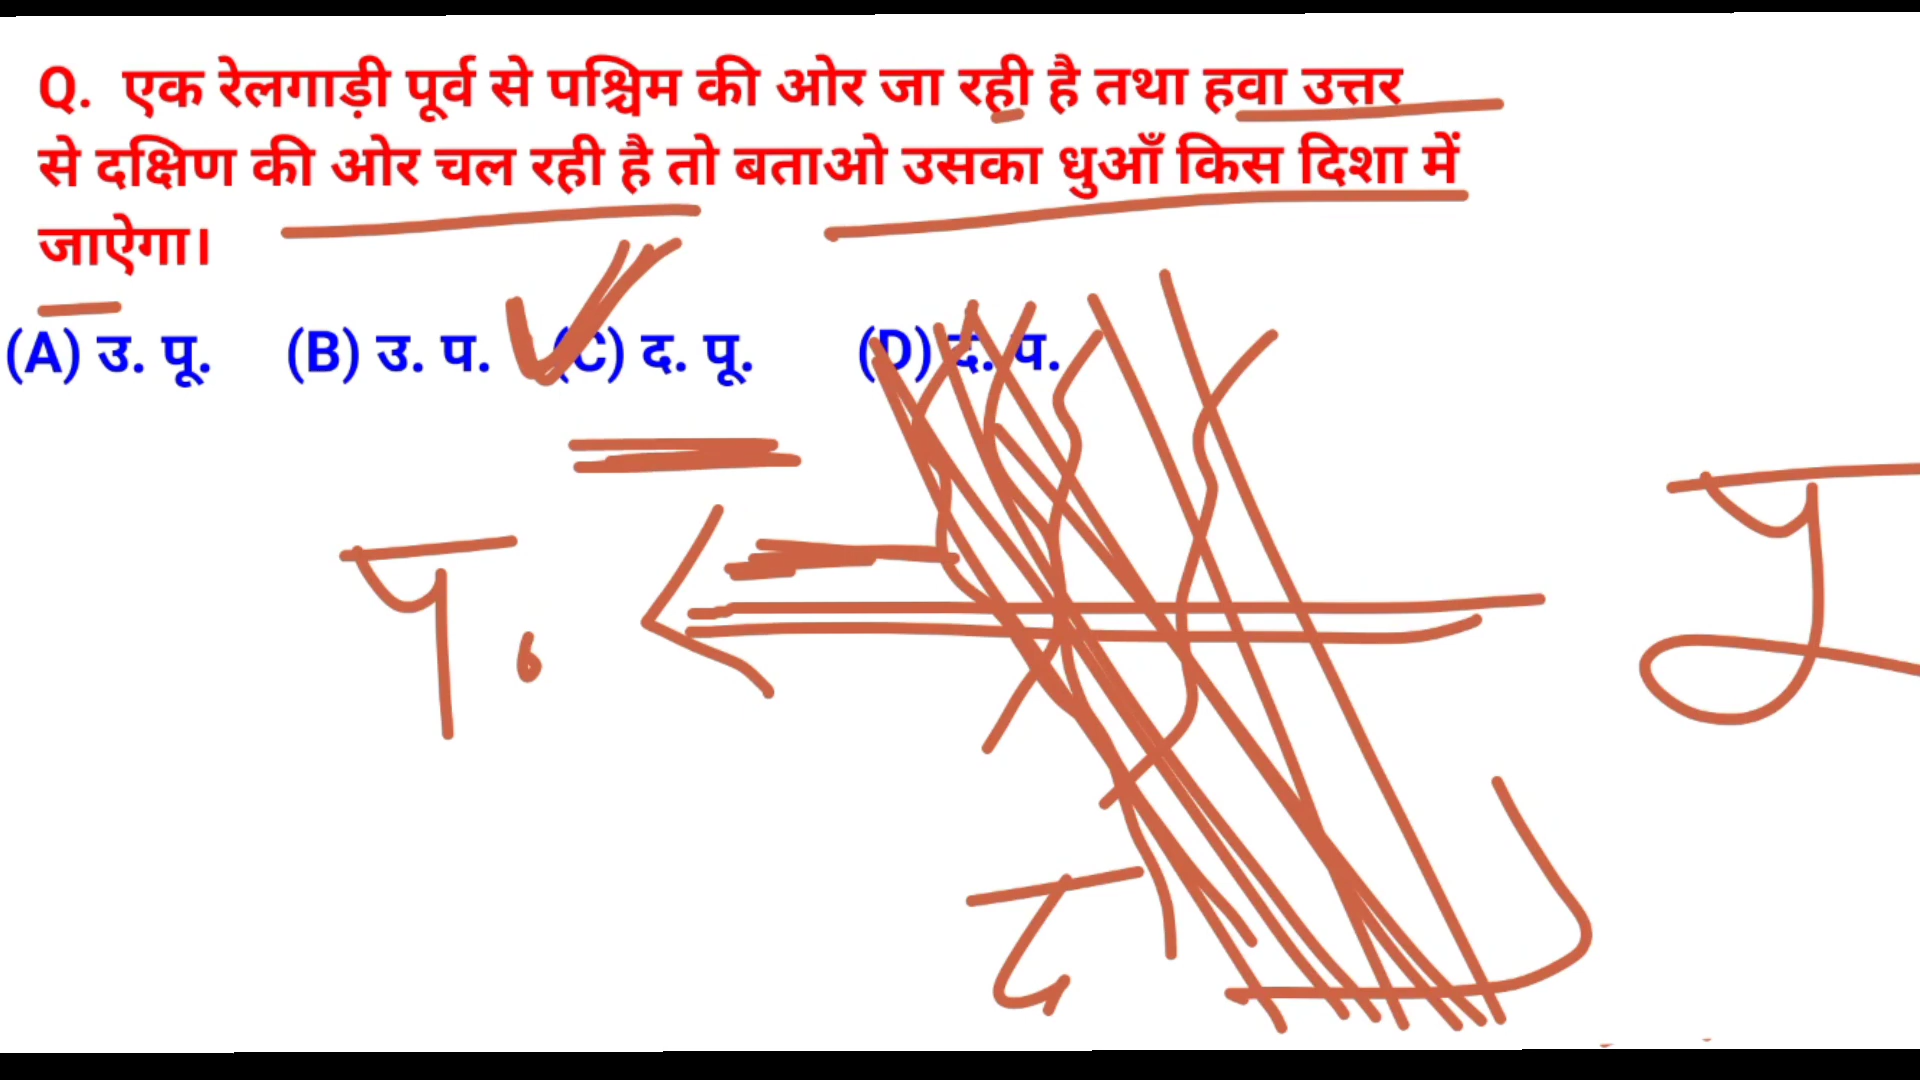 Q. एक रेलगाड़ी पूर्व से पश्चिम की ओर जा रही है तथा हवा उत्तर
से दक्षिण की ओर चल रही है तो बताओ उसका धुआँ किस दिशा में
जाऐगा।
(A) उ. पू. (B) उ. प. (C) द. पू. (D) द. प.
प.
पू
द